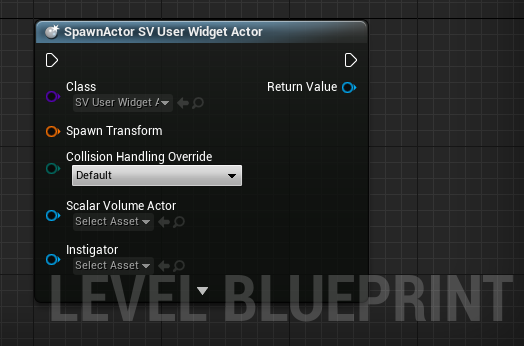 SpawnActor SV User Widget Actor
Class
Return Value
SV User Widget A
Spawn Transform
Collision Handling Override
Default
Scalar Volume Actor
Select Asset
Instigator
Select Asset
LEVEL BLUEPRINT